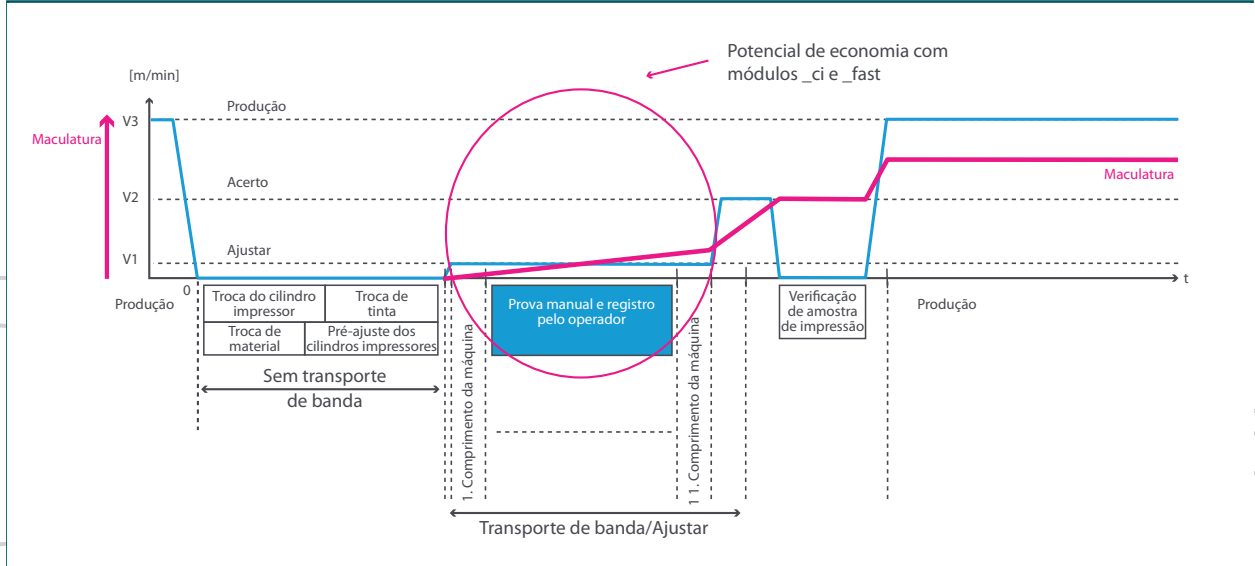 Potencial de economia com
módulos _ci e _fast
[m/min]
Produção
V3
Maculatura
Acerto
Maculatura
V2
Ajustar
V1
t
0
Produção
Troca do cilindro
impressor
Troca de
tinta
Troca de
material
Pré-ajuste dos
cilindros impressores
Sem transporte
de banda
1. Comprimento da máquina
Prova manual e registro
pelo operador
1 1. Comprimento da máquina
Verificação
de amostra
de impressão
Produção
Transporte de banda/Ajustar